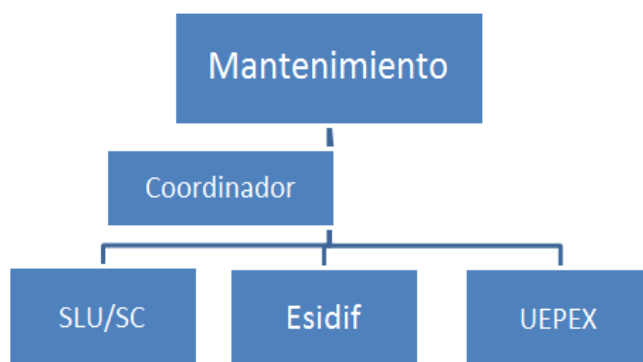 Mantenimiento
Coordinador
SLU/SC
Esidif
UEPEX